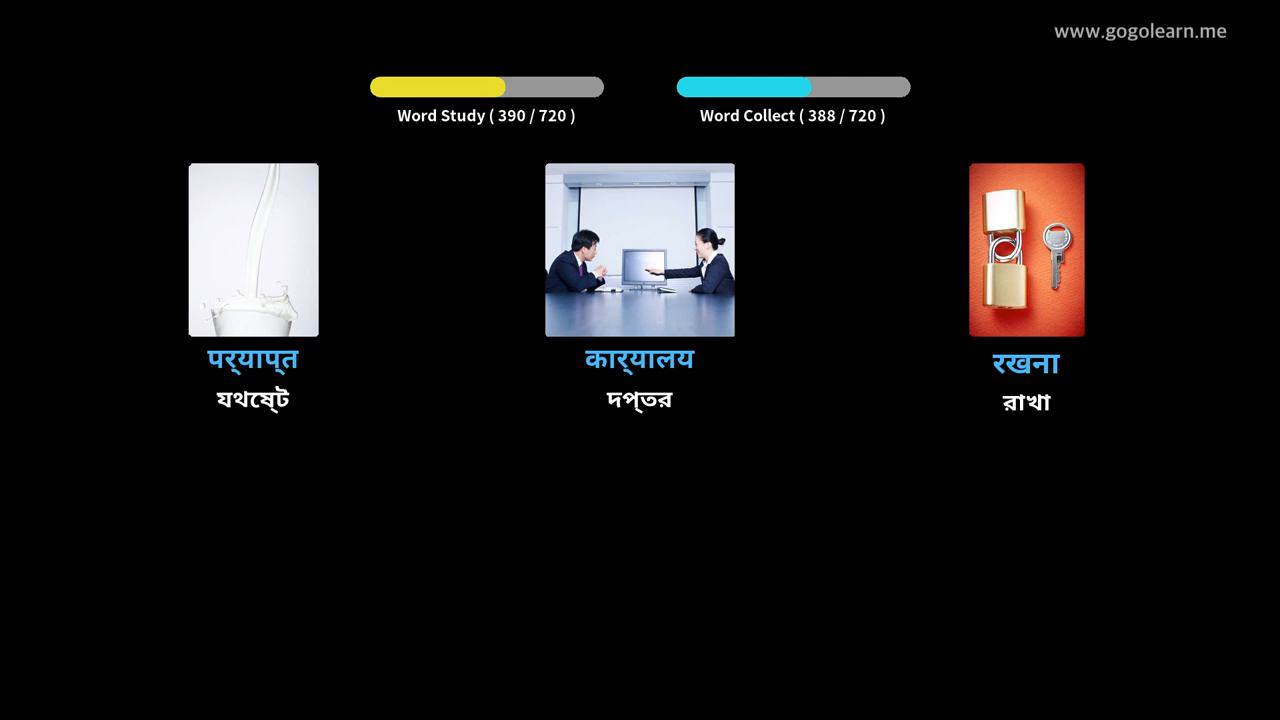 www.gogolearn.me
Word Study ( 390 / 720 )
Word Collect ( 388 / 720 )
पर्याप्त
कार्यालय
रखना
যথেষ্ট
দপ্তর
রাখা